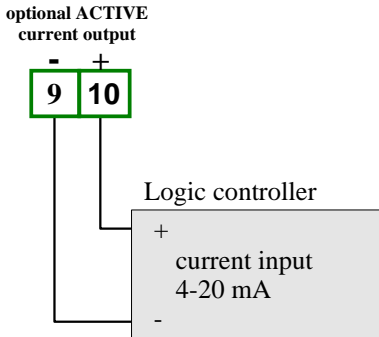 optional ACTIVE
current output
- +
9 10
Logic controller
+
current input
4-20 mA
-